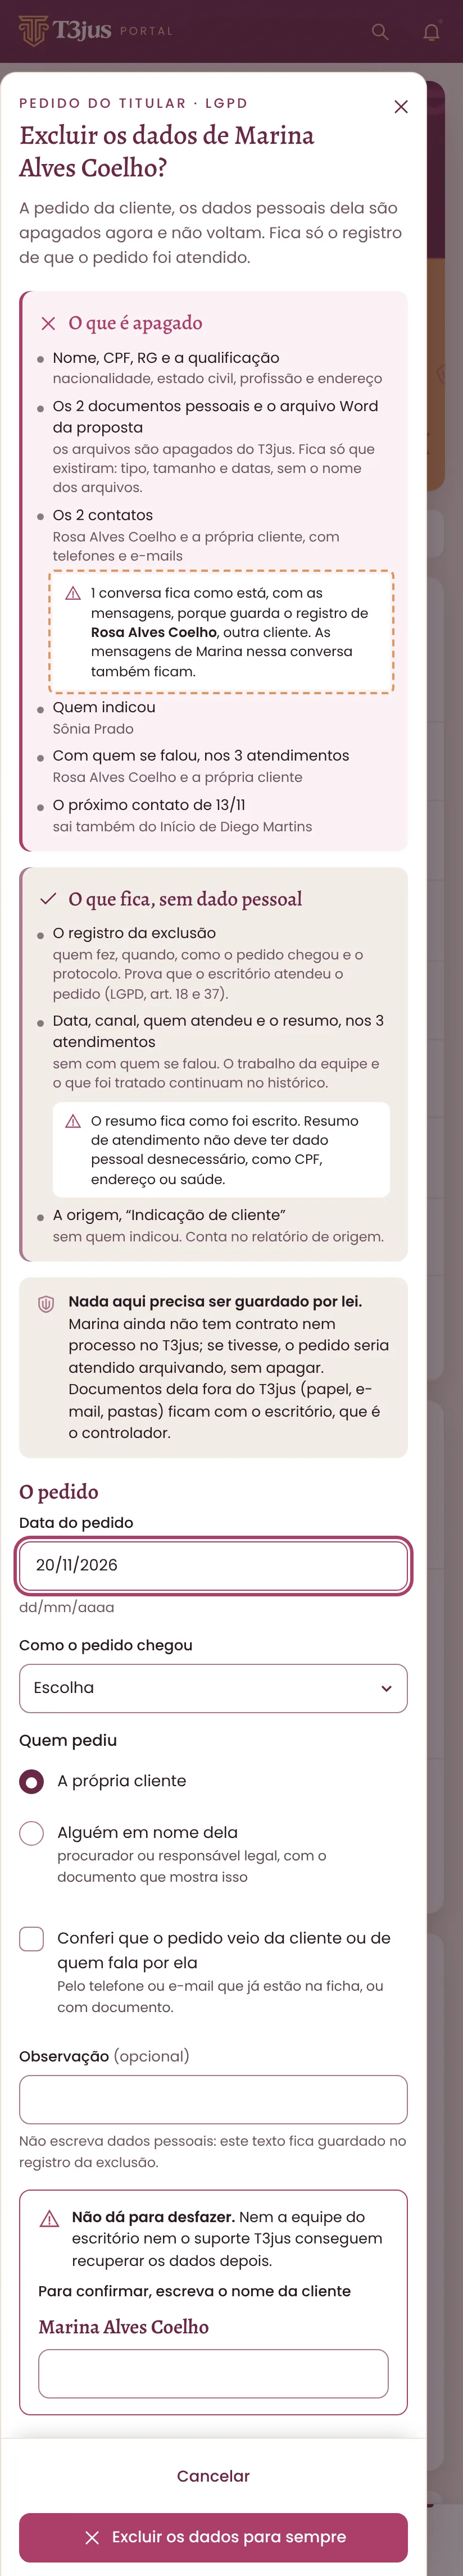 T3jus PORTAL
PEDIDO DO TITULAR · LGPD
Excluir os dados de Marina
Alves Coelho?
A pedido da cliente, os dados pessoais dela são
apagados agora e não voltam. Fica só o registro
de que o pedido foi atendido.
O que é apagado
Nome, CPF, RG e a qualificação
nacionalidade, estado civil, profissão e endereço
Os 2 documentos pessoais e o arquivo Word
da proposta
os arquivos são apagados do T3jus. Fica só que
existiram: tipo, tamanho e datas, sem o nome
dos arquivos.
Os 2 contatos
Rosa Alves Coelho e a própria cliente, com
telefones e e-mails
1 conversa fica como está, com as
mensagens, porque guarda o registro de
Rosa Alves Coelho, outra cliente. As
mensagens de Marina nessa conversa
também ficam.
Quem indicou
Sônia Prado
Com quem se falou, nos 3 atendimentos
Rosa Alves Coelho e a própria cliente
O próximo contato de 13/11
sai também do Início de Diego Martins
O que fica, sem dado pessoal
O registro da exclusão
quem fez, quando, como o pedido chegou e o
protocolo. Prova que o escritório atendeu o
pedido (LGPD, art. 18 e 37).
Data, canal, quem atendeu e o resumo, nos 3
atendimentos
sem com quem se falou. O trabalho da equipe e
o que foi tratado continuam no histórico.
O resumo fica como foi escrito. Resumo
de atendimento não deve ter dado
pessoal desnecessário, como CPF,
endereço ou saúde.
A origem, “Indicação de cliente”
sem quem indicou. Conta no relatório de origem.
Nada aqui precisa ser guardado por lei.
Marina ainda não tem contrato nem
processo no T3jus; se tivesse, o pedido seria
atendido arquivando, sem apagar.
Documentos dela fora do T3jus (papel, e-
mail, pastas) ficam com o escritório, que é
o controlador.
O pedido
Data do pedido
20/11/2026
dd/mm/aaaa
Como o pedido chegou
Escolha
Quem pediu
A própria cliente
Alguém em nome dela
procurador ou responsável legal, com o
documento que mostra isso
Conferi que o pedido veio da cliente ou de
quem fala por ela
Pelo telefone ou e-mail que já estão na ficha, ou
com documento.
Observação (opcional)
Não escreva dados pessoais: este texto fica guardado no
registro da exclusão.
Não dá para desfazer. Nem a equipe do
escritório nem o suporte T3jus conseguem
recuperar os dados depois.
Para confirmar, escreva o nome da cliente
Marina Alves Coelho
Cancelar
Excluir os dados para sempre